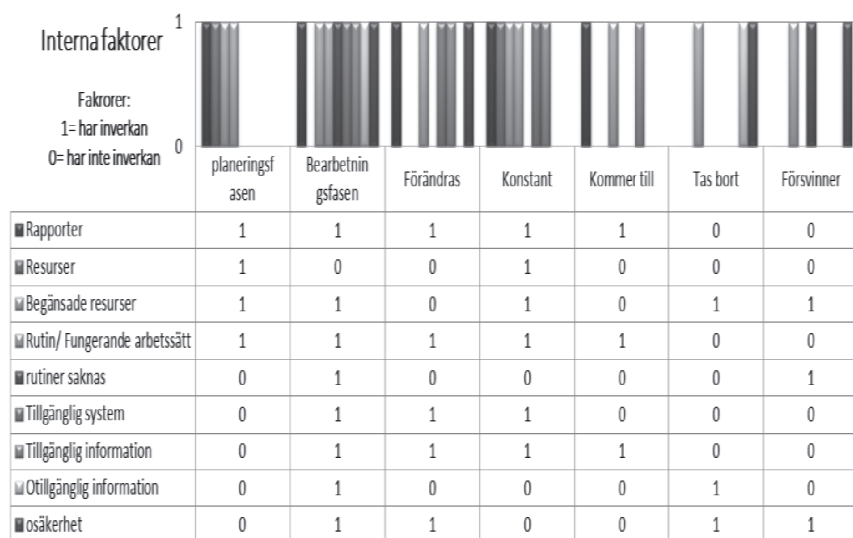 Interna faktorer
Fakrorer:
1= har inverkan
0= har inte inverkan
1
0
planeringsf
asen
Bearbetnin
gsfasen
Förändras
Konstant
Kommer till
Tas bort
Försvinner
Rapporter 1 1 1 1 1 0 0
Resurser 1 0 0 1 0 0 0
Begänsade resurser 1 1 0 1 0 1 1
Rutin/ Fungerande arbetssätt 1 1 1 1 1 0 0
rutiner saknas 0 1 0 0 0 0 1
Tillgänglig system 0 1 1 1 0 0 0
Tillgänglig information 0 1 1 1 1 0 0
Otillgänglig information 0 1 0 0 0 1 0
osäkerhet 0 1 1 0 0 1 1